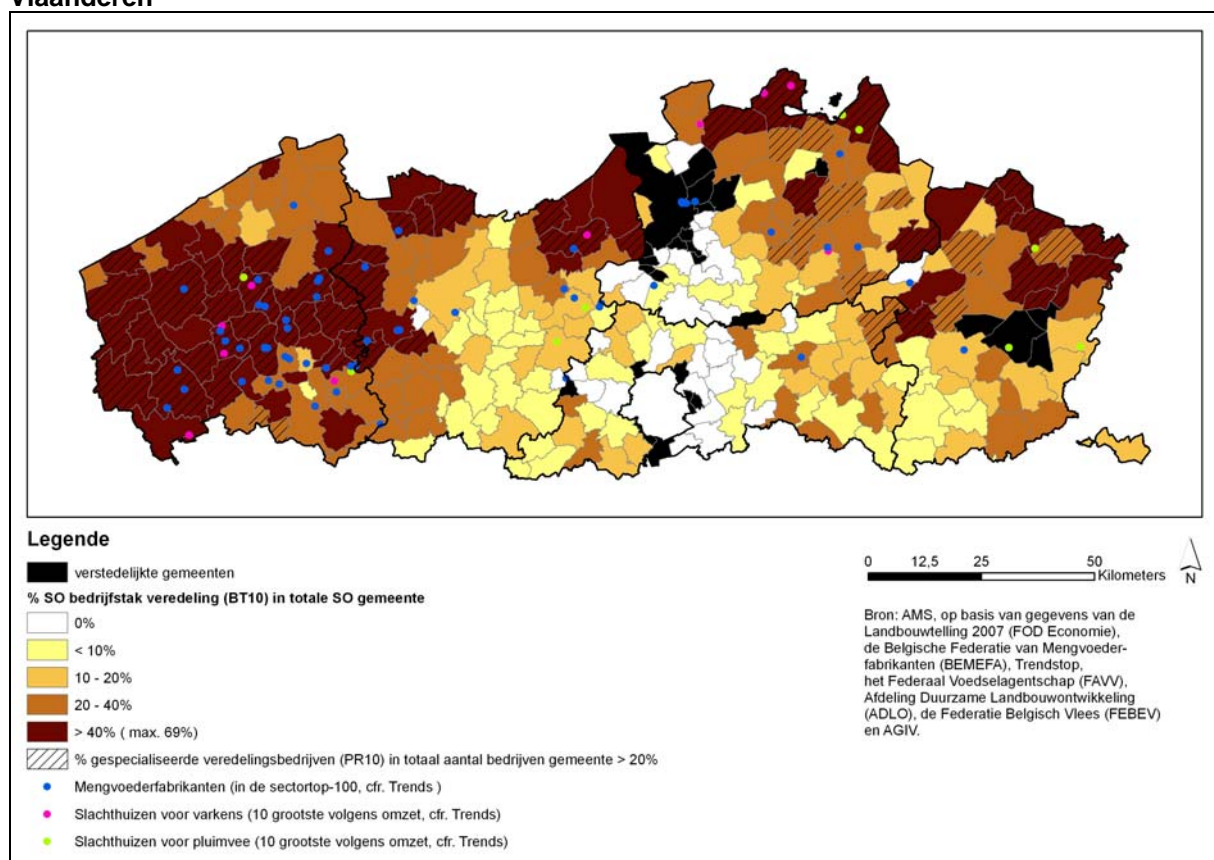 Vlaanderen
Legende
verstedelijkte gemeenten
% SO bedrijfstak veredeling (BT10) in totale SO gemeente
0%
< 10%
10 - 20%
20 - 40%
> 40% ( max. 69%)
% gespecialiseerde veredelingsbedrijven (PR10) in totaal aantal bedrijven gemeente > 20%
Mengvoederfabrikanten (in de sectortop-100, cfr. Trends )
Slachthuizen voor varkens (10 grootste volgens omzet, cfr. Trends)
Slachthuizen voor pluimvee (10 grootste volgens omzet, cfr. Trends)
0 12,5 25 50
Kilometers
N
Bron: AMS, op basis van gegevens van de
Landbouwtelling 2007 (FOD Economie),
de Belgische Federatie van Mengvoeder-
fabrikanten (BEMEFA), Trendstop,
het Federaal Voedselagentschap (FAVV),
Afdeling Duurzame Landbouwontwikkeling
(ADLO), de Federatie Belgisch Vlees (FEBEV)
en AGIV.